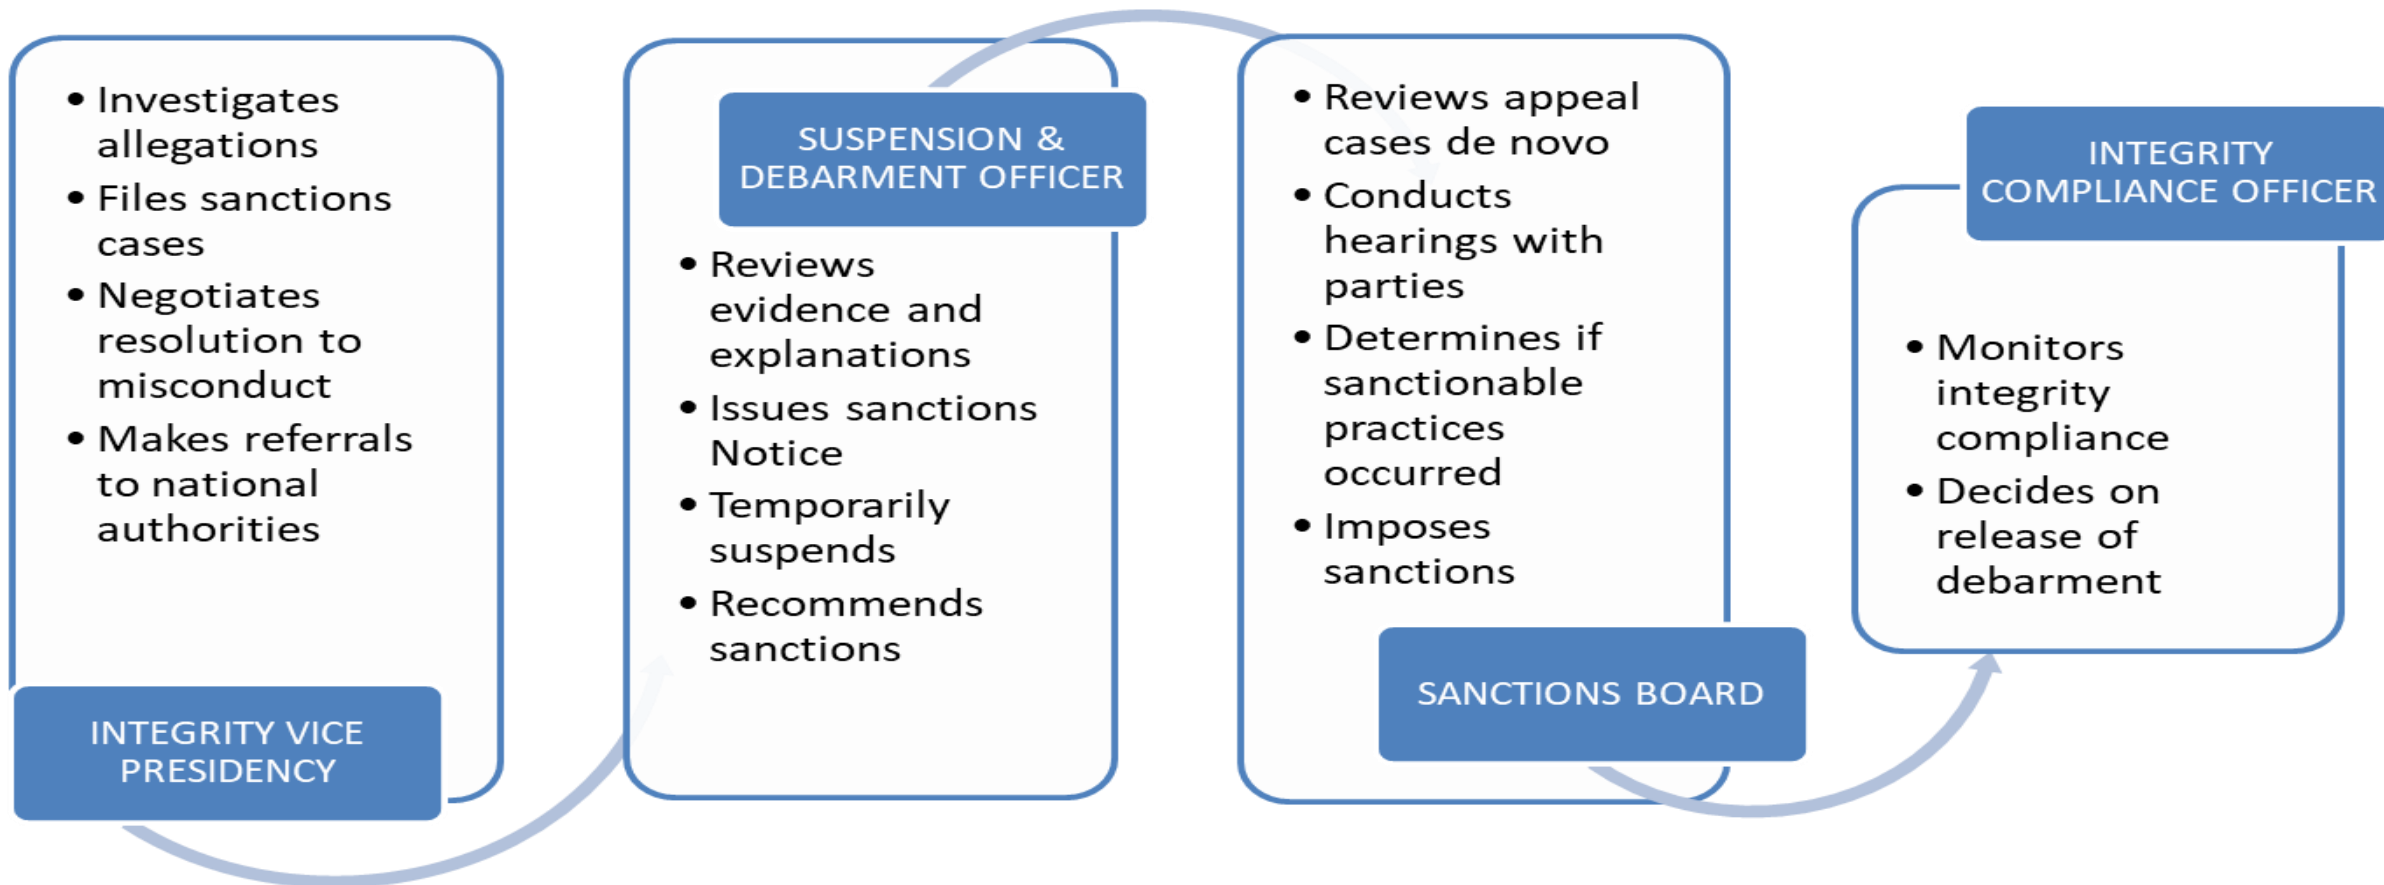 • Investigates
allegations
• Files sanctions
cases
• Negotiates
resolution to
misconduct
• Makes referrals
to national
authorities
INTEGRITY VICE
PRESIDENCY
SUSPENSION &
DEBARMENT OFFICER
• Reviews
evidence and
explanations
• Issues sanctions
Notice
• Temporarily
suspends
• Recommends
sanctions
• Reviews appeal
cases de novo
• Conducts
hearings with
parties
• Determines if
sanctionable
practices
occurred
• Imposes
sanctions
SANCTIONS BOARD
INTEGRITY
COMPLIANCE OFFICER
• Monitors
integrity
compliance
• Decides on
release of
debarment